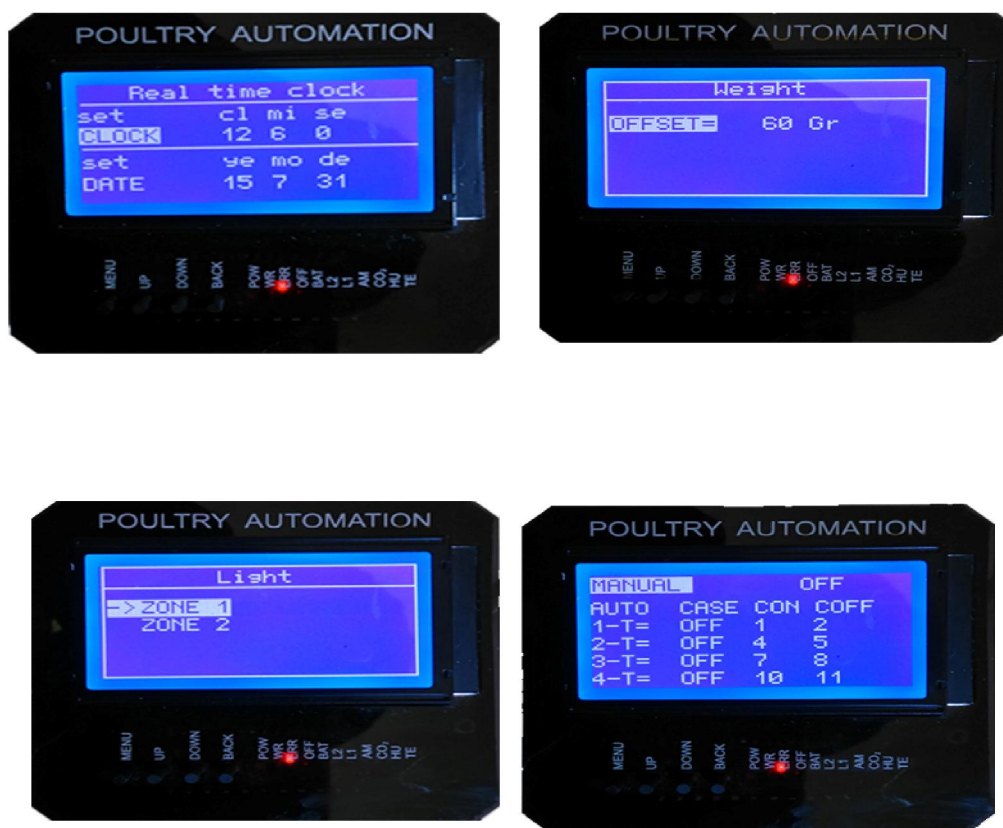 POULTRY AUTOMATION
Real time clock
set cl mi se
CLOCK 12 6 0
set ye mo de
DATE 15 7 31
MENU UP DOWN BACK POW WR ERR OFF BAT L2 L1 AM CO₂ HU TE
POULTRY AUTOMATION
Weight
OFFSET= 60 Gr
MENU UP DOWN BACK POW WR ERR OFF BAT L2 L1 AM CO₂ HU TE
POULTRY AUTOMATION
Light
-> ZONE 1
ZONE 2
MENU UP DOWN BACK POW WR ERR OFF BAT L2 L1 AM CO₂ HU TE
POULTRY AUTOMATION
MANUAL OFF
AUTO CASE CON COFF
1-T= OFF 1 2
2-T= OFF 4 5
3-T= OFF 7 8
4-T= OFF 10 11
MENU UP DOWN BACK POW WR ERR OFF BAT L2 L1 AM CO₂ HU TE